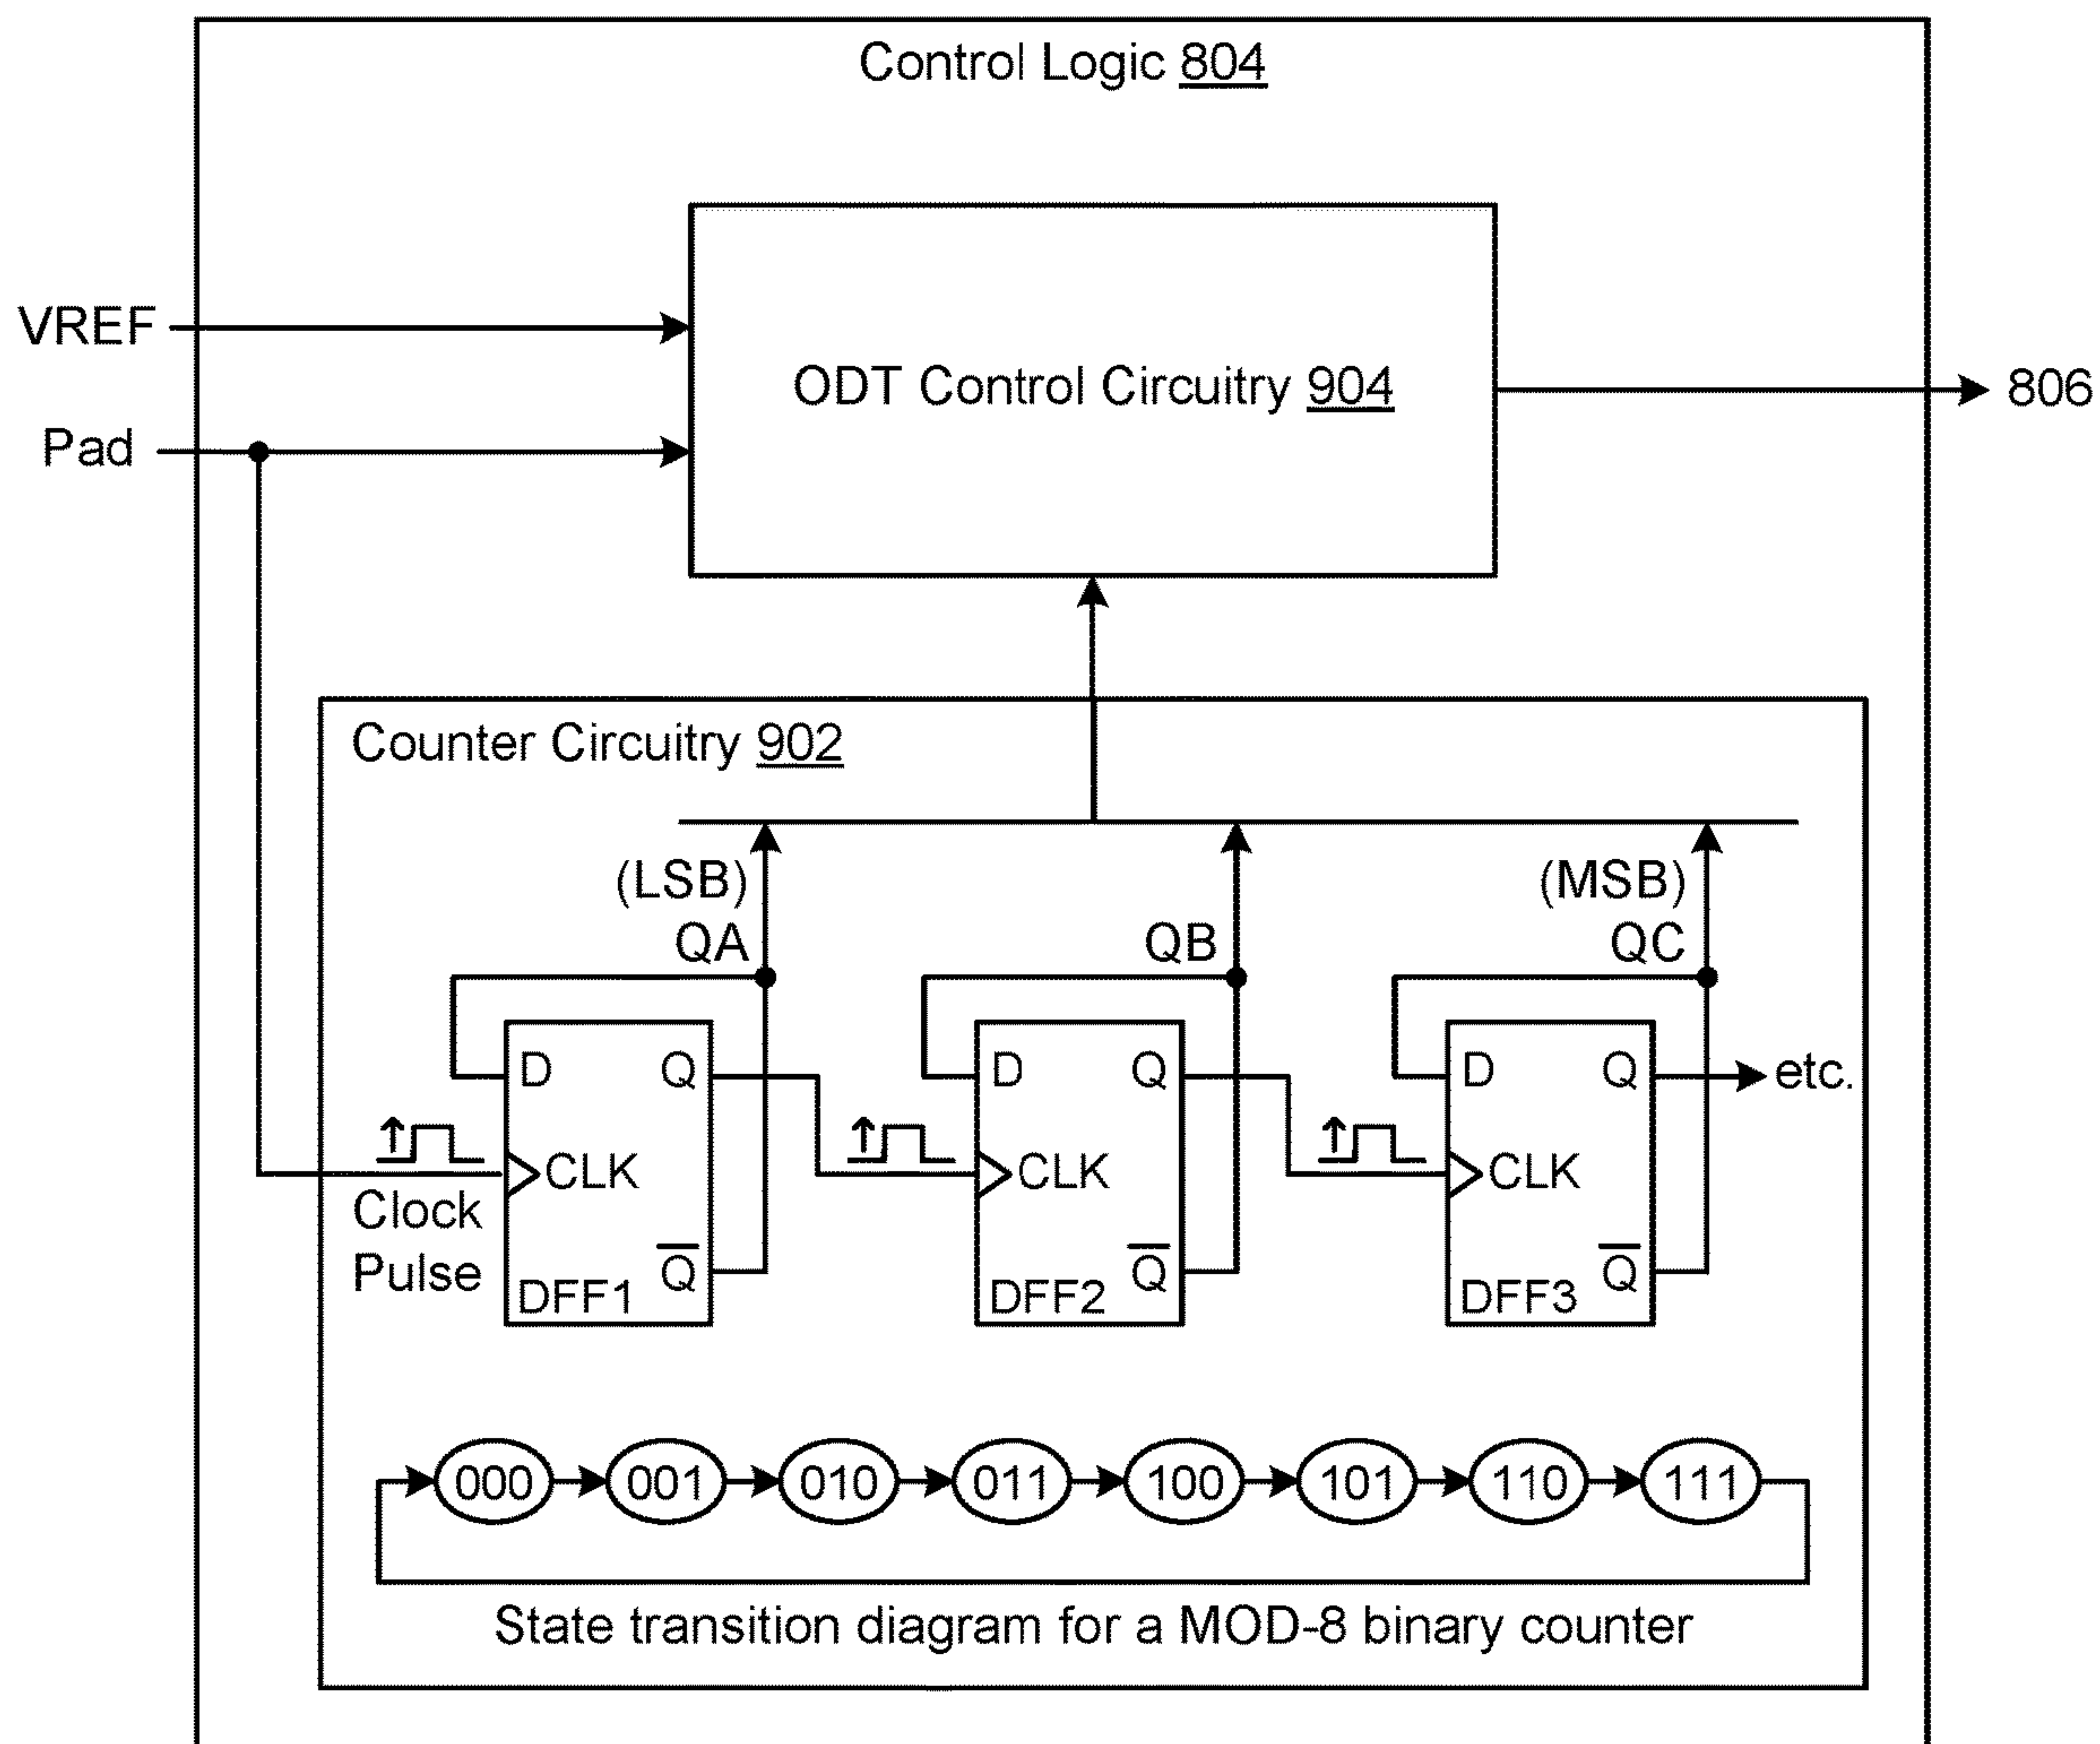 Control Logic 804
VREF
ODT Control Circuitry 904
806
Pad
Counter Circuitry 902
(LSB)
QA
QB
(MSB)
QC
D
Q
CLK
Q̅
DFF1
Clock
Pulse
D
Q
CLK
Q̅
DFF2
D
Q
CLK
Q̅
DFF3
etc.
000 001 010 011 100 101 110 111
State transition diagram for a MOD-8 binary counter